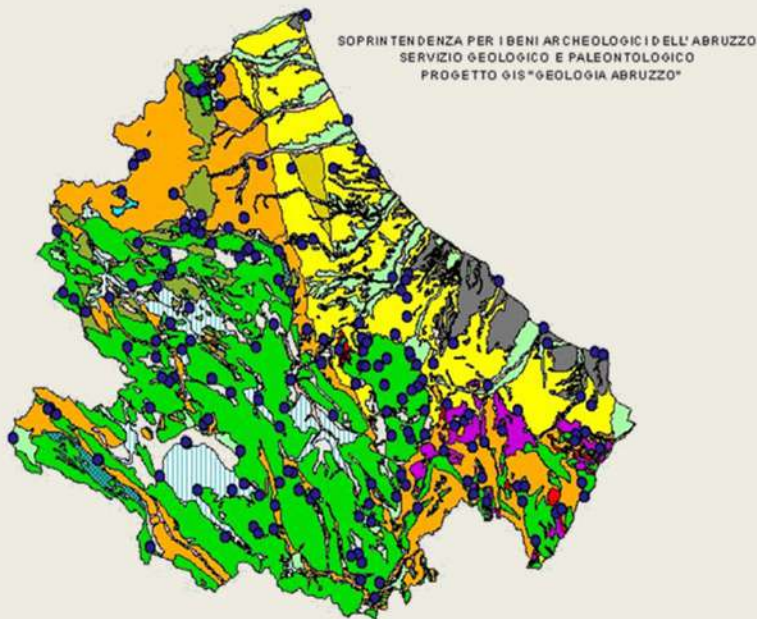 SOPRINTENDENZA PER I BENI ARCHEOLOGICI DELL'ABRUZZO
SERVIZIO GEOLOGICO E PALEONTOLOGICO
PROGETTO GIS "GEOLOGIA ABRUZZO"